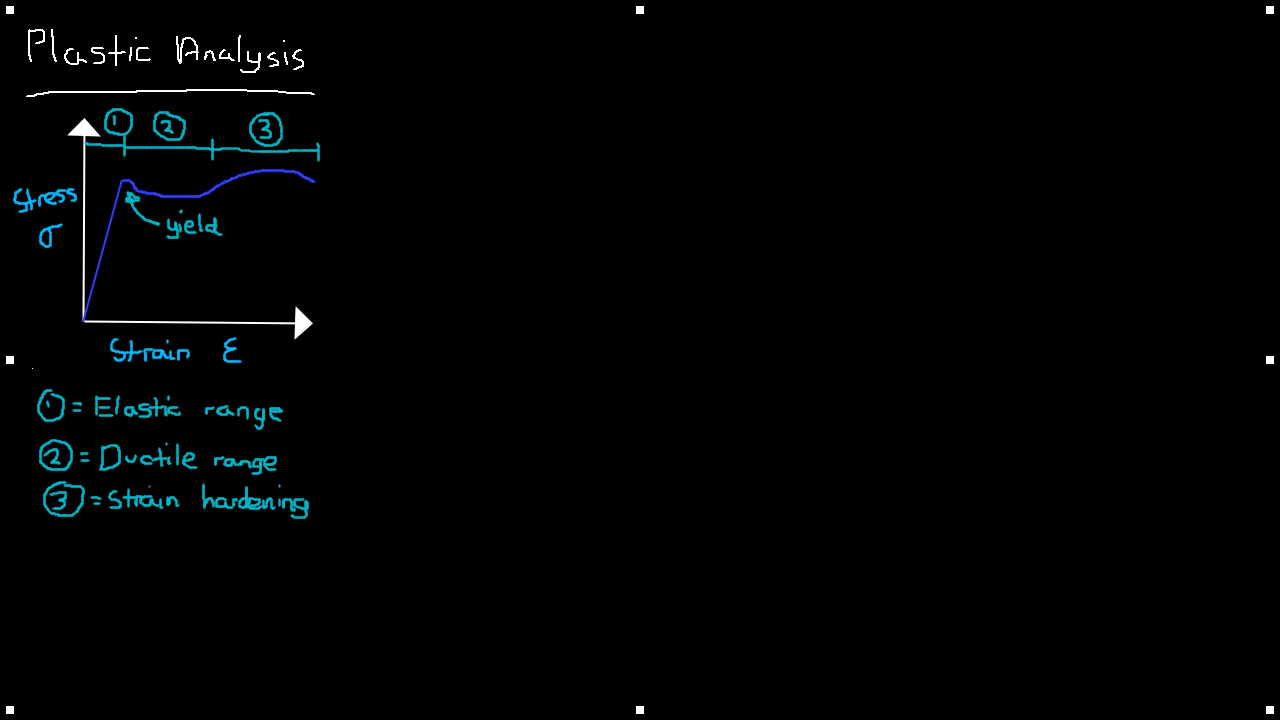 Plastic Analysis
① ② ③
Stress
σ
yield
Strain ε
① = Elastic range
② = Ductile range
③ = Strain hardening